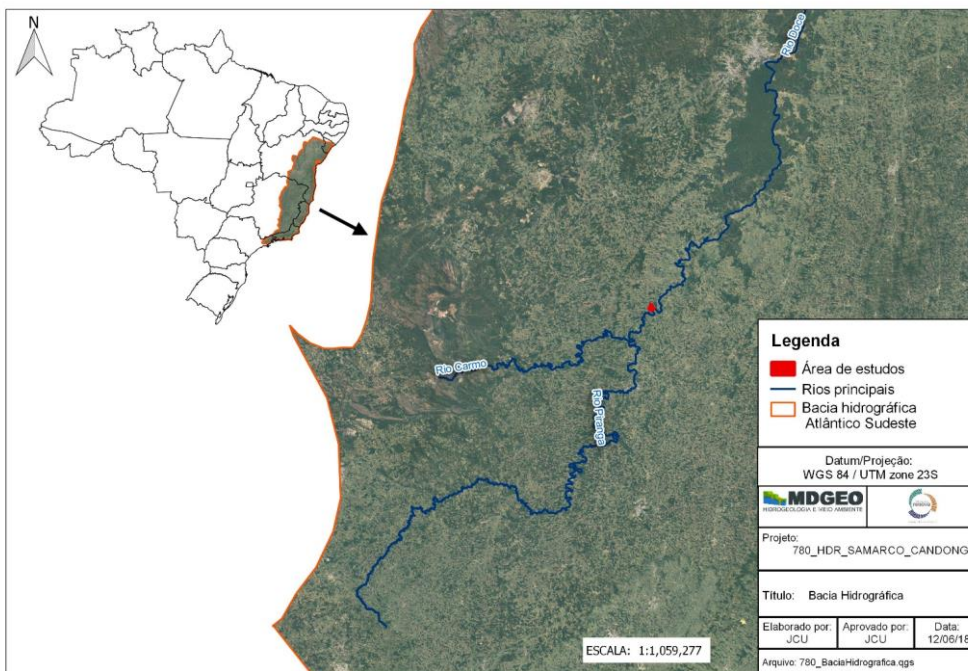 N
Rio Doce
Rio Carmo
Rio Piranga
Legenda
Área de estudos
Rios principais
Bacia hidrográfica
Atlântico Sudeste
Datum/Projeção:
WGS 84 / UTM zone 23S
MDGEO
HIDROGEOLOGIA E MEIO AMBIENTE
Projeto:
780_HDR_SAMARCO_CANDONG
Título: Bacia Hidrográfica
Elaborado por:
JCU
Aprovado por:
JCU
Data:
12/06/18
Arquivo: 780_BaciaHidrografica.qgs
ESCALA: 1:1,059,277